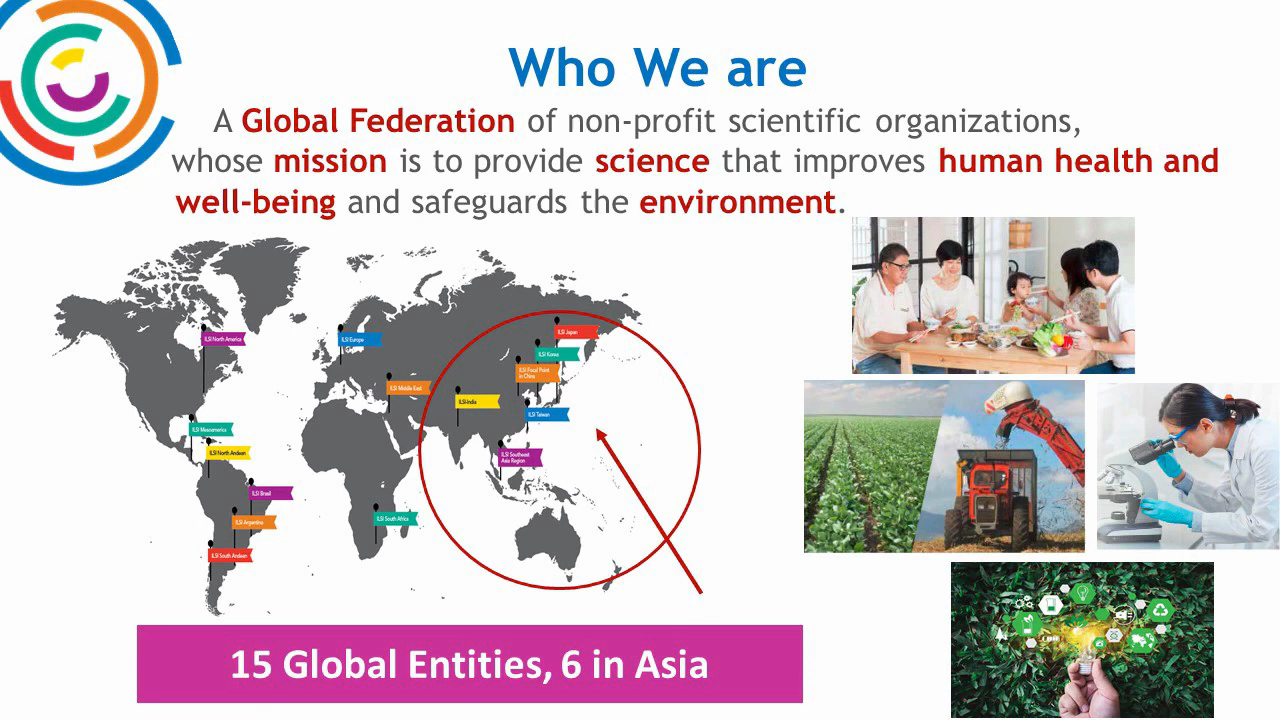 Who We are
A Global Federation of non-profit scientific organizations,
whose mission is to provide science that improves human health and
well-being and safeguards the environment.
ILSI North America
ILSI Europe
ILSI Japan
ILSI Korea
ILSI Focal Point
in China
ILSI Middle East
ILSI-India
ILSI Taiwan
ILSI Mesoamerica
ILSI North Andean
ILSI Southeast
Asia Region
ILSI Brasil
ILSI Argentina
ILSI South Africa
ILSI South Andean
15 Global Entities, 6 in Asia